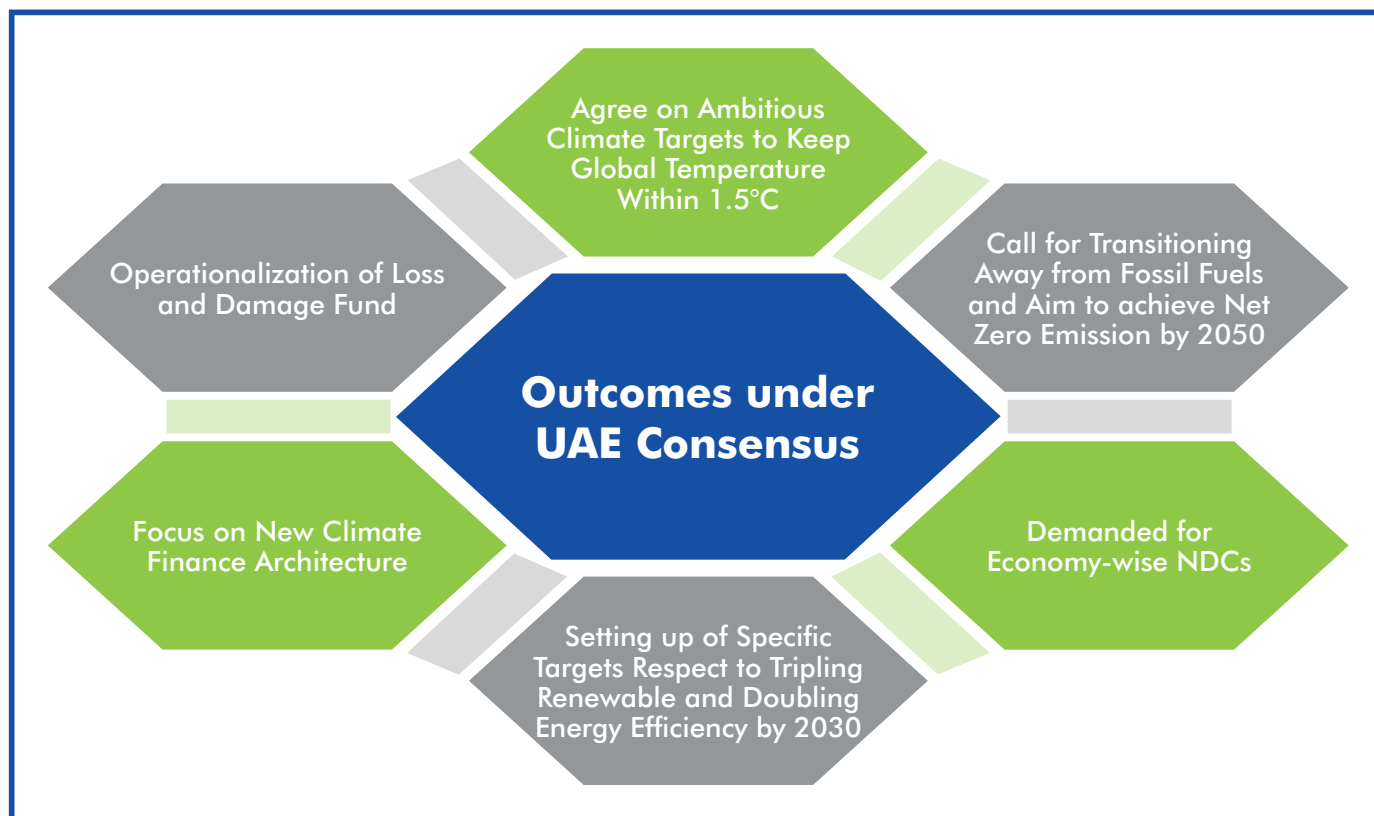 Agree on Ambitious
Climate Targets to Keep
Global Temperature
Within 1.5°C
Call for Transitioning
Away from Fossil Fuels
and Aim to achieve Net
Zero Emission by 2050
Operationalization of Loss
and Damage Fund
Outcomes under
UAE Consensus
Focus on New Climate
Finance Architecture
Demanded for
Economy-wise NDCs
Setting up of Specific
Targets Respect to Tripling
Renewable and Doubling
Energy Efficiency by 2030